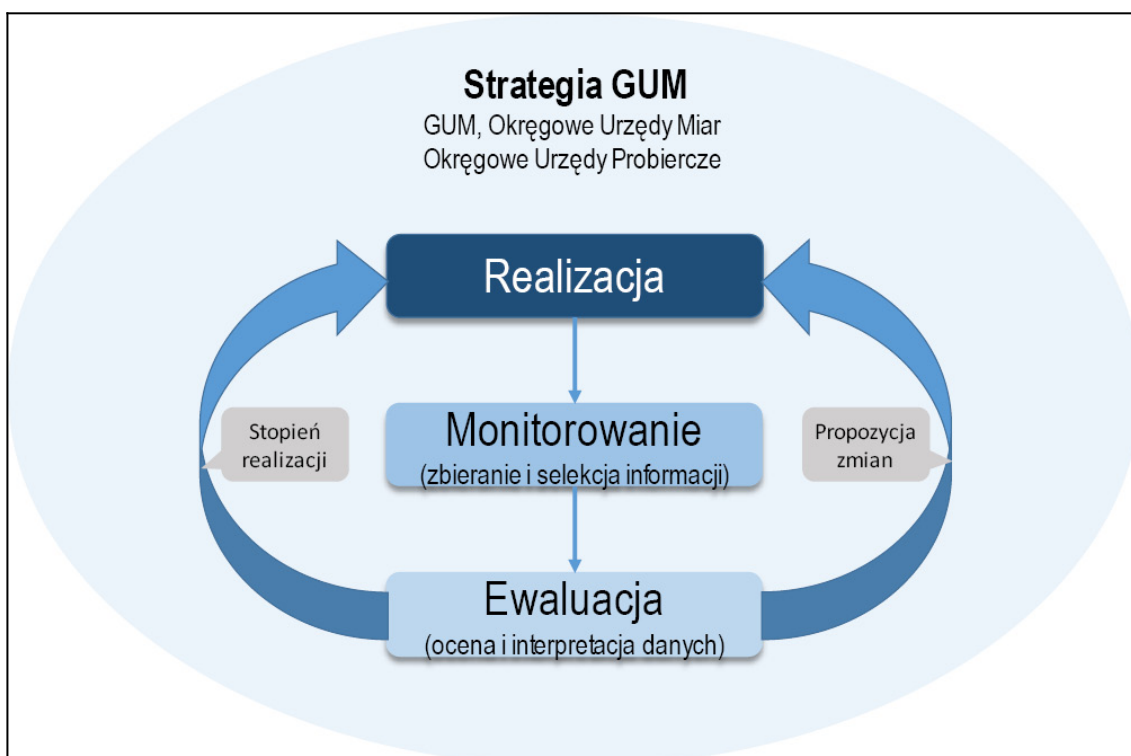 Strategia GUM
GUM, Okręgowe Urzędy Miar
Okręgowe Urzędy Probiercze
Realizacja
Monitorowanie
(zbieranie i selekcja informacji)
Stopień
realizacji
Propozycja
zmian
Ewaluacja
(ocena i interpretacja danych)